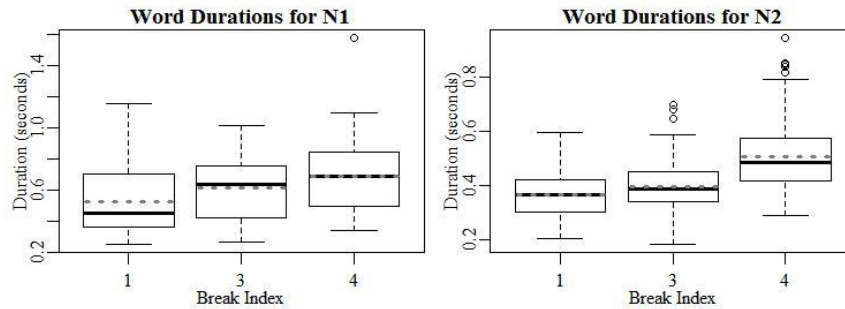 Word Durations for N1
Duration (seconds)
0.2
0.6
1.0
1.4
1
3
4
Break Index
Word Durations for N2
Duration (seconds)
0.2
0.4
0.6
0.8
1
3
4
Break Index